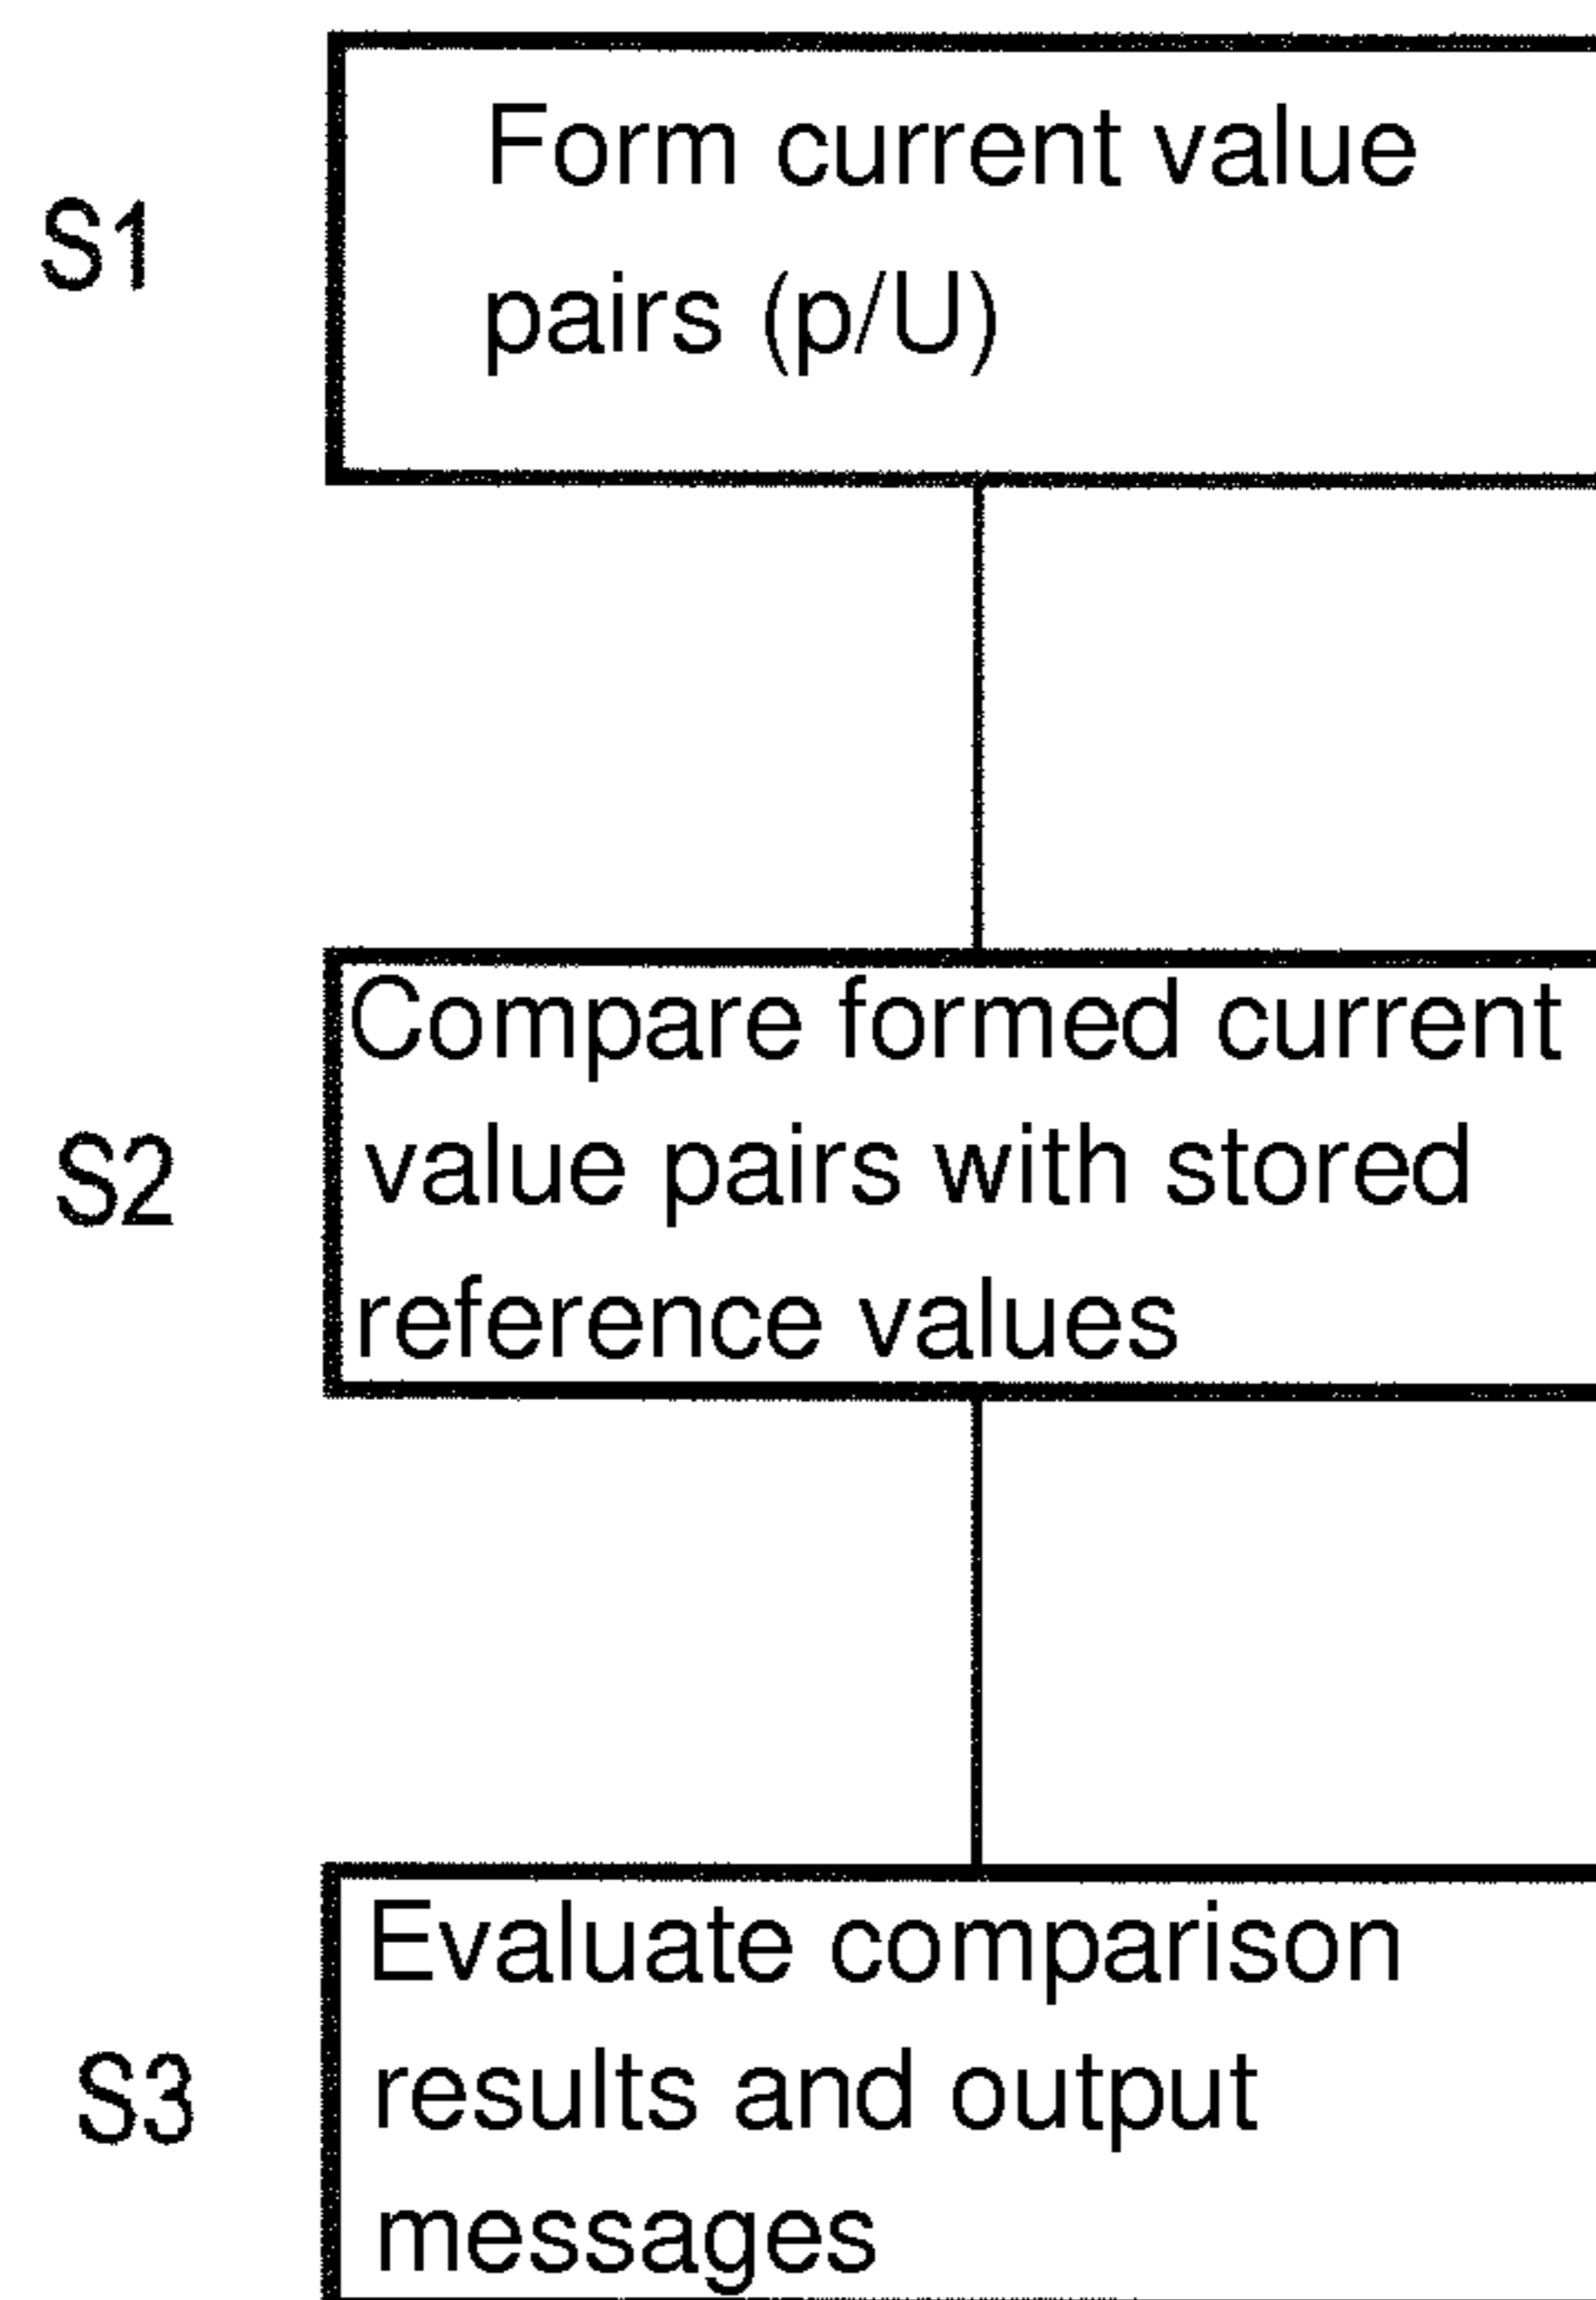 Form current value
S1
pairs (p/U)
Compare formed current
S2
value pairs with stored
reference values
Evaluate comparison
S3
results and output
messages